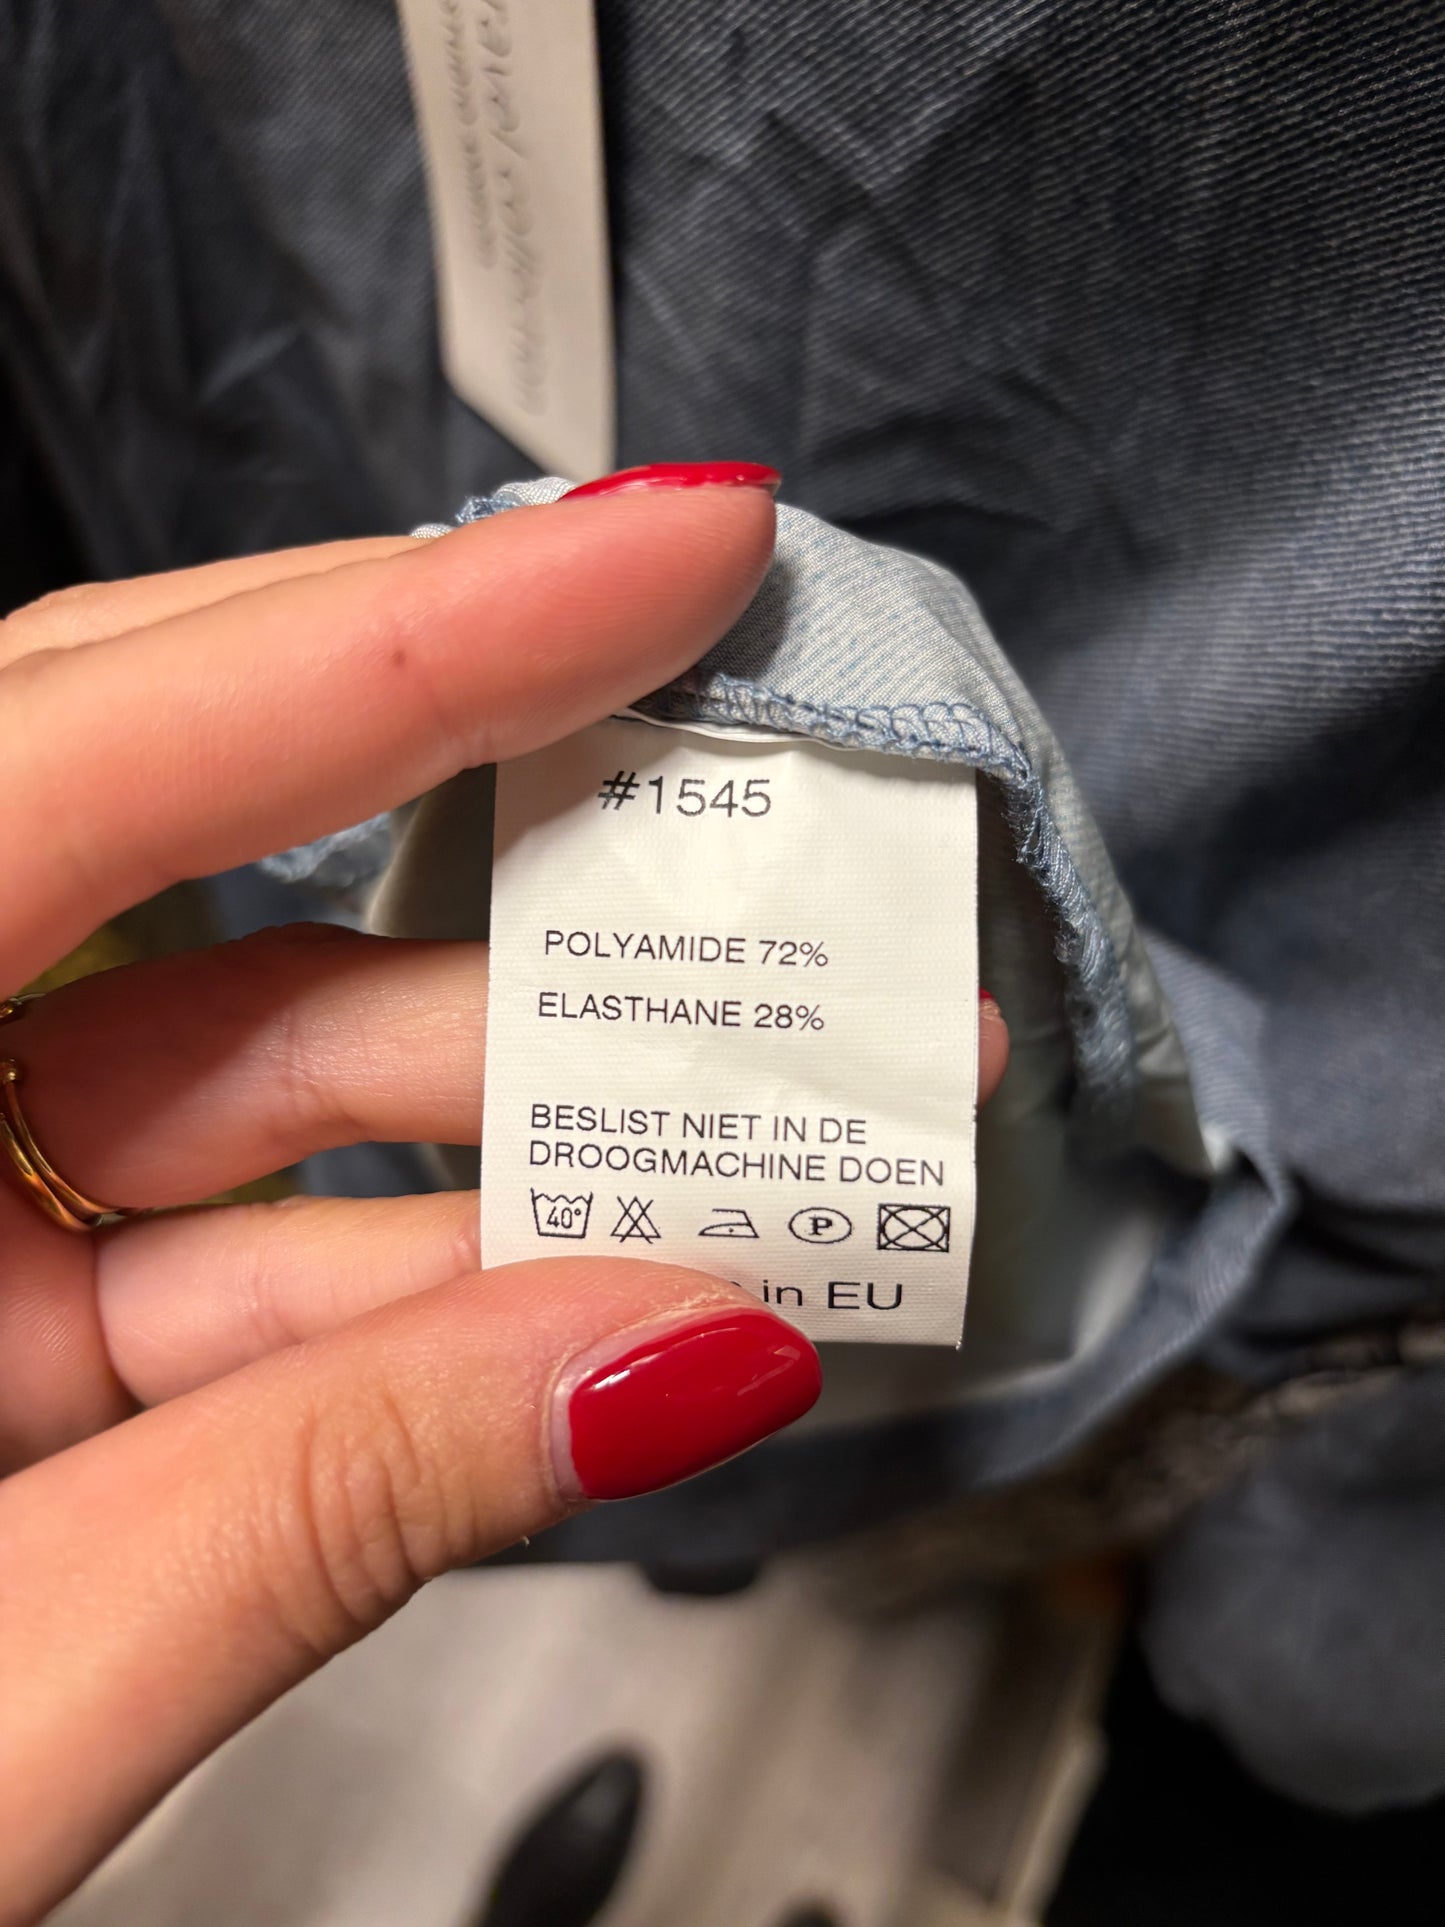 #1545
POLYAMIDE 72%
ELASTHANE 28%
BESLIST NIET IN DE
DROOGMACHINE DOEN
40°
P
in EU